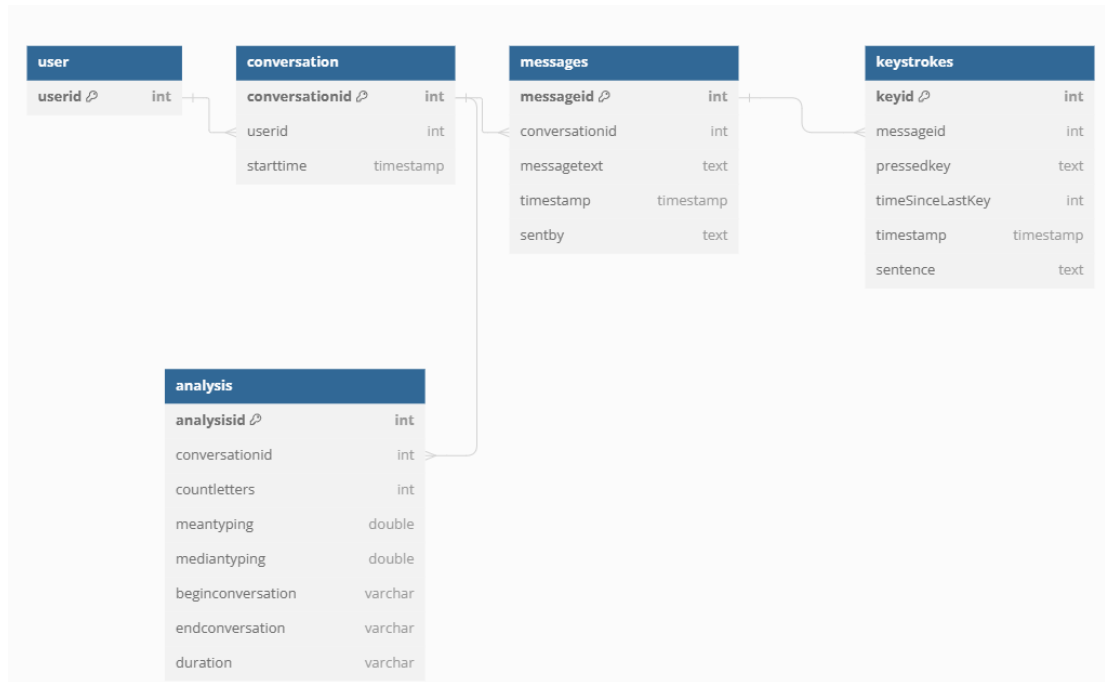 user
userid int
conversation
conversationid int
userid int
starttime timestamp
messages
messageid int
conversationid int
messagetext text
timestamp timestamp
sentby text
keystrokes
keyid int
messageid int
pressedkey text
timeSinceLastKey int
timestamp timestamp
sentence text
analysis
analysisid int
conversationid int
countletters int
meantyping double
mediantyping double
beginconversation varchar
endconversation varchar
duration varchar